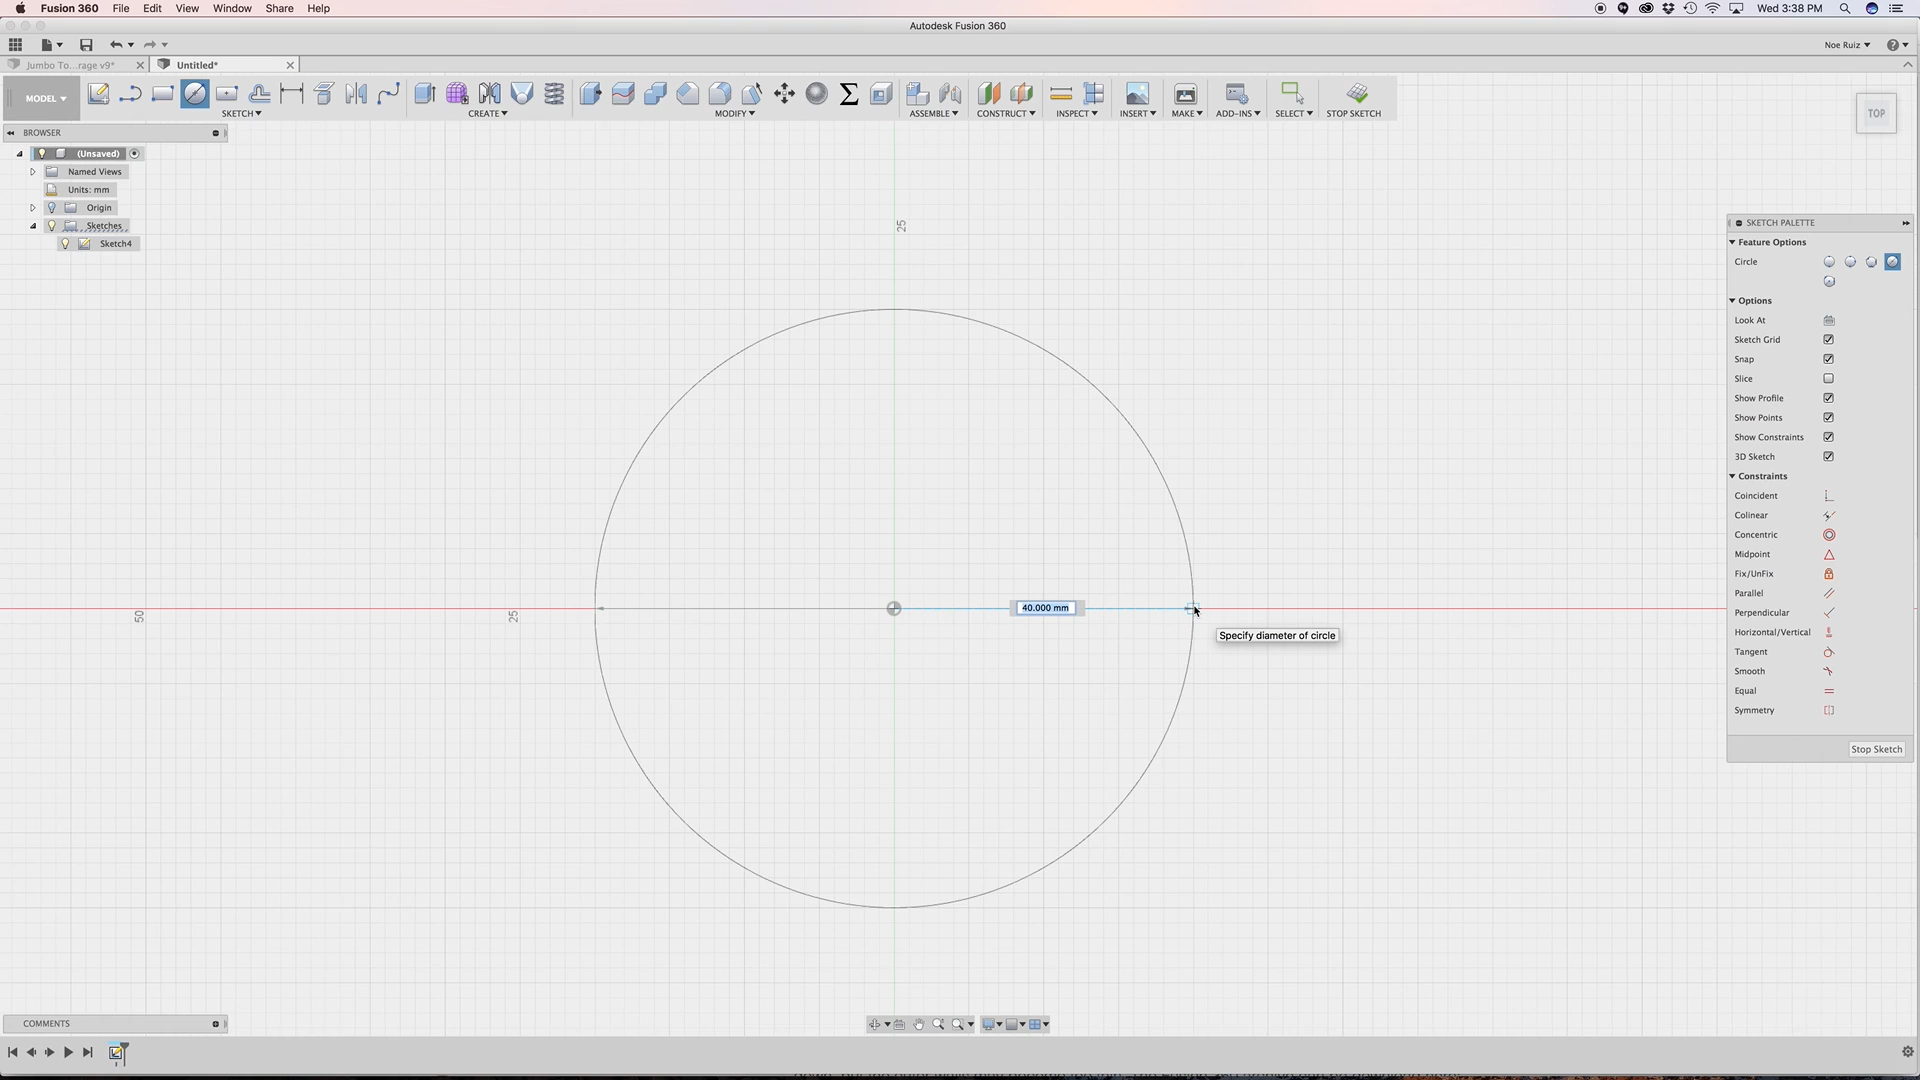 Fusion 360 File Edit View Window Share Help Wed 3:38 PM
Autodesk Fusion 360
Noe Ruiz
Jumbo To...rage v9* Untitled*
MODEL SKETCH CREATE MODIFY ASSEMBLE CONSTRUCT INSPECT INSERT MAKE ADD-INS SELECT STOP SKETCH
TOP
BROWSER
(Unsaved)
Named Views
Units: mm
Origin
Sketches
Sketch4
25
50
25
40.000 mm
Specify diameter of circle
SKETCH PALETTE
Feature Options
Circle
Options
Look At
Sketch Grid
Snap
Slice
Show Profile
Show Points
Show Constraints
3D Sketch
Constraints
Coincident
Colinear
Concentric
Midpoint
Fix/UnFix
Parallel
Perpendicular
Horizontal/Vertical
Tangent
Smooth
Equal
Symmetry
Stop Sketch
COMMENTS